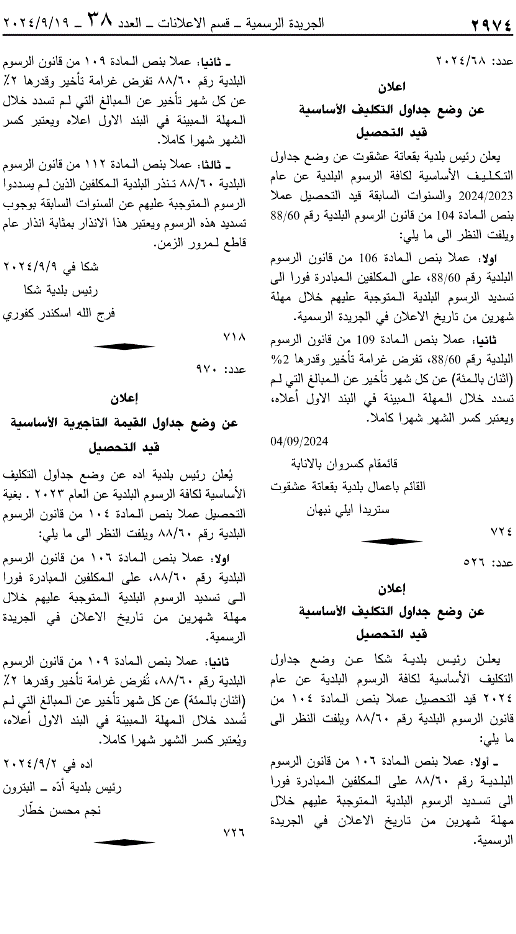 ٢٩٧٤
الجريدة الرسمية ـ قسم الاعلانات ـ العدد ٣٨ ـ ٢٠٢٤/٩/١٩
عدد: ٢٠٢٤/٦٨
اعلان
عن وضع جداول التكليف الأساسية
قيد التحصيل
يعلن رئيس بلدية بقعاتة عشقوت عن وضع جداول
التكليف الأساسية لكافة الرسوم البلدية عن عام
2024/2023 والسنوات السابقة قيد التحصيل عملا
بنص المادة 104 من قانون الرسوم البلدية رقم 88/60
ويلفت النظر الى ما يلي:
اولا: عملا بنص المادة 106 من قانون الرسوم
البلدية رقم 88/60، على المكلفين المبادرة فورا الى
تسديد الرسوم البلدية المتوجبة عليهم خلال مهلة
شهرين من تاريخ الاعلان في الجريدة الرسمية.
ثانيا: عملا بنص المادة 109 من قانون الرسوم
البلدية رقم 88/60، تفرض غرامة تأخير وقدرها 2%
(اثنان بالمئة) عن كل شهر تأخير عن المبالغ التي لم
تسدد خلال المهلة المبينة في البند الاول أعلاه،
ويعتبر كسر الشهر شهرا كاملا.
04/09/2024
قائمقام كسروان بالانابة
القائم باعمال بلدية بقعاتة عشقوت
ستريدا ايلي نبهان
٧٢٤
عدد: ٥٢٦
إعلان
عن وضع جداول التكليف الأساسية
قيد التحصيل
يعلن رئيس بلدية شكا عن وضع جداول
التكليف الأساسية لكافة الرسوم البلدية عن عام
٢٠٢٤ قيد التحصيل عملا بنص المادة ١٠٤ من
قانون الرسوم البلدية رقم ٨٨/٦٠ ويلفت النظر الى
ما يلي:
ـ اولا: عملا بنص المادة ١٠٦ من قانون الرسوم
البلدية رقم ٨٨/٦٠ على المكلفين المبادرة فورا
الى تسديد الرسوم البلدية المتوجبة عليهم خلال
مهلة شهرين من تاريخ الاعلان في الجريدة
الرسمية.
ـ ثانيا: عملا بنص المادة ١٠٩ من قانون الرسوم
البلدية رقم ٨٨/٦٠ تفرض غرامة تأخير وقدرها ٢٪
عن كل شهر تأخير عن المبالغ التي لم تسدد خلال
المهلة المبينة في البند الاول اعلاه ويعتبر كسر
الشهر شهرا كاملا.
ـ ثالثا: عملا بنص المادة ١١٢ من قانون الرسوم
البلدية ٨٨/٦٠ تنذر البلدية المكلفين الذين لم يسددوا
الرسوم المتوجبة عليهم عن السنوات السابقة بوجوب
تسديد هذه الرسوم ويعتبر هذا الانذار بمثابة انذار عام
قاطع لمرور الزمن.
شكا في ٢٠٢٤/٩/٩
رئيس بلدية شكا
فرج الله اسكندر كفوري
٧١٨
عدد: ٩٧٠
إعلان
عن وضع جداول القيمة التأجيرية الأساسية
قيد التحصيل
يُعلن رئيس بلدية اده عن وضع جداول التكليف
الأساسية لكافة الرسوم البلدية عن العام ٢٠٢٣ . بغية
التحصيل عملا بنص المادة ١٠٤ من قانون الرسوم
البلدية رقم ٨٨/٦٠ ويلفت النظر الى ما يلي:
اولا: عملا بنص المادة ١٠٦ من قانون الرسوم
البلدية رقم ٨٨/٦٠، على المكلفين المبادرة فورا
الى تسديد الرسوم البلدية المتوجبة عليهم خلال
مهلة شهرين من تاريخ الاعلان في الجريدة
الرسمية.
ثانيا: عملا بنص المادة ١٠٩ من قانون الرسوم
البلدية رقم ٨٨/٦٠، تُفرض غرامة تأخير وقدرها ٢٪
(اثنان بالمئة) عن كل شهر تأخير عن المبالغ التي لم
تُسدد خلال المهلة المبينة في البند الاول أعلاه،
ويُعتبر كسر الشهر شهرا كاملا.
اده في ٢٠٢٤/٩/٢
رئيس بلدية أدّه ـ البترون
نجم محسن خطّار
٧٢٦